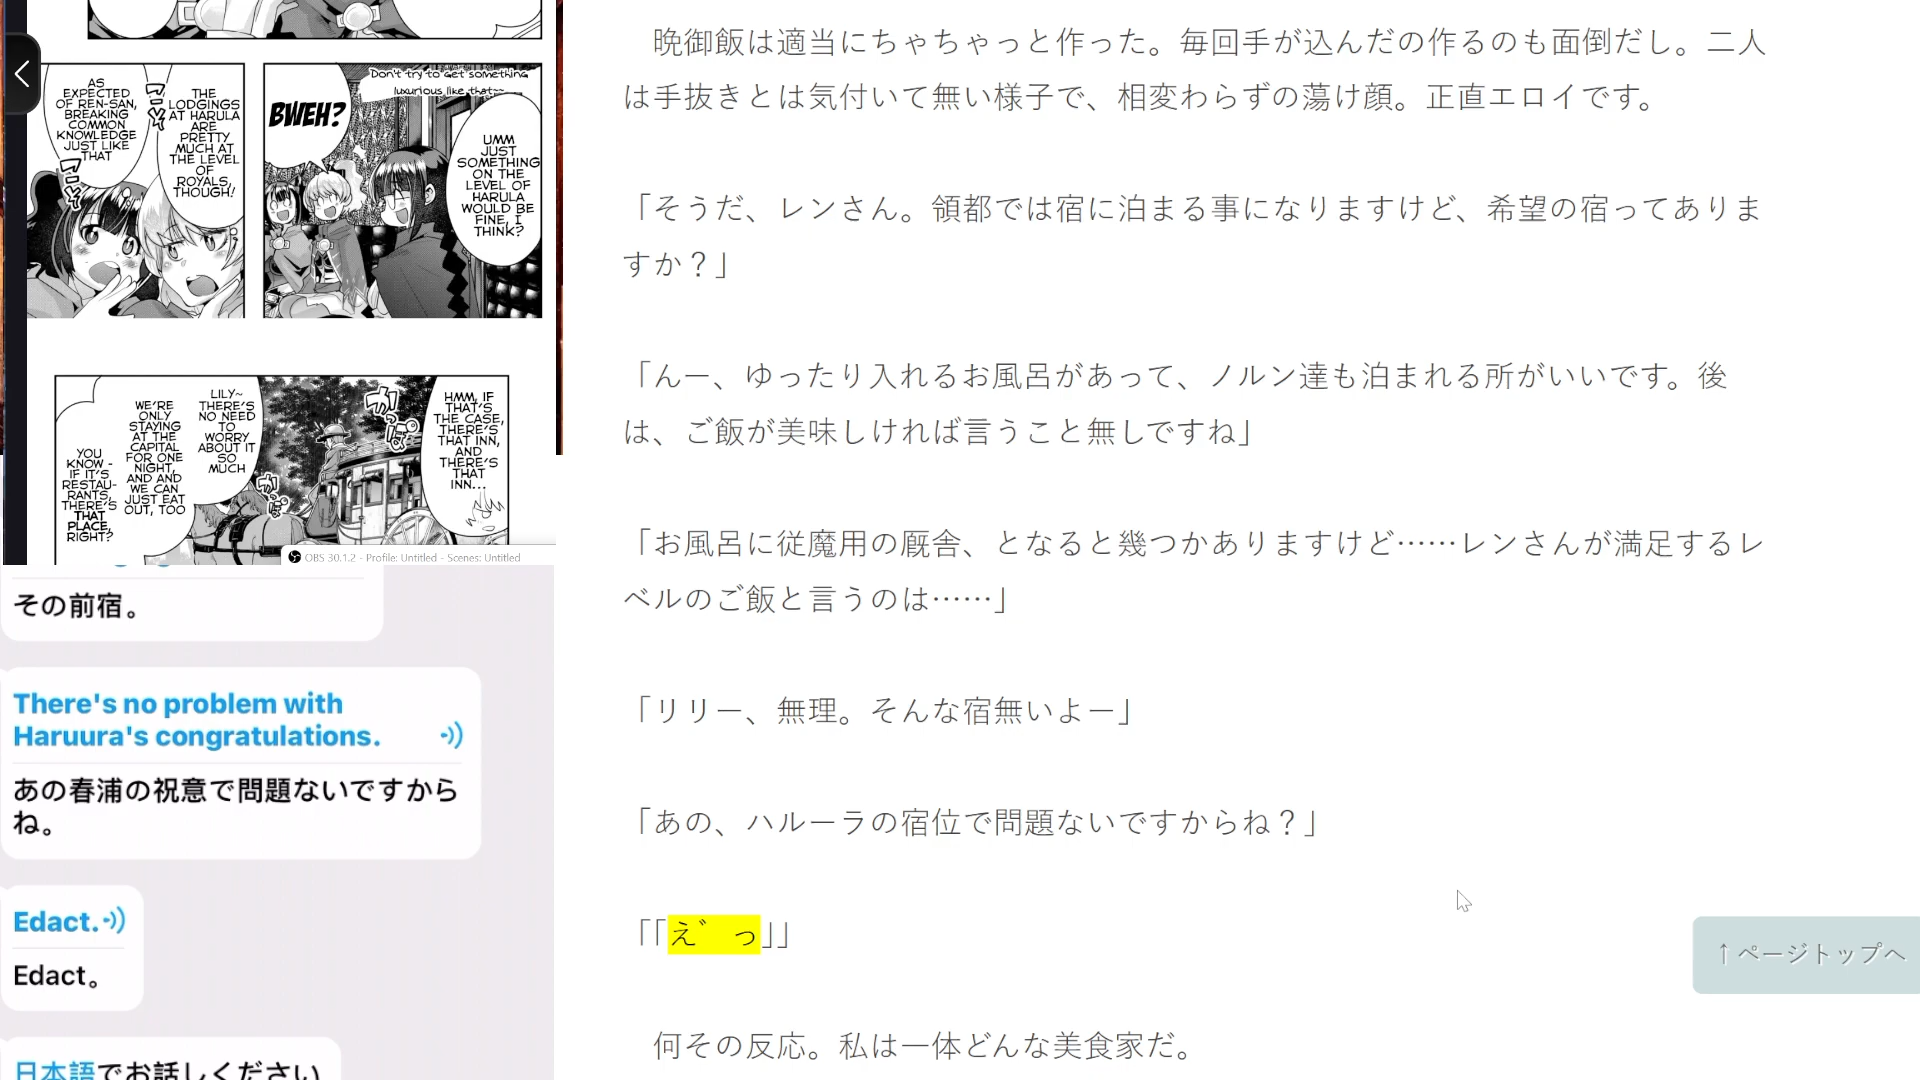 Don't try to get something
luxurious like that~~
BWEH?
UMM
JUST
SOMETHING
ON THE
LEVEL OF
HARULA
WOULD BE
FINE, I
THINK?
THE
LODGINGS
AT HARULA
ARE
PRETTY
MUCH AT
THE LEVEL
OF
ROYALS,
THOUGH!
AS
EXPECTED
OF REN-SAN,
BREAKING
COMMON
KNOWLEDGE
JUST LIKE
THAT
HMM, IF
THAT'S
THE CASE,
THERE'S
THAT INN,
AND
THERE'S
THAT
INN...
かっぽ
かっぽ
LILY~
THERE'S
NO NEED
TO
WORRY
ABOUT IT
SO
MUCH
WE'RE
ONLY
STAYING
AT THE
CAPITAL
FOR ONE
NIGHT,
AND AND
WE CAN
JUST EAT
OUT, TOO
YOU
KNOW -
IF IT'S
RESTAU-
RANTS,
THERE'S
THAT
PLACE,
RIGHT?
OBS 30.1.2 - Profile: Untitled - Scenes: Untitled
その前宿。
There's no problem with
Haruura's congratulations.
あの春浦の祝意で問題ないですから
ね。
Edact.
Edact。
日本語でお話しください
晩御飯は適当にちゃちゃっと作った。毎回手が込んだの作るのも面倒だし。二人
は手抜きとは気付いて無い様子で、相変わらずの蕩け顔。正直エロイです。
「そうだ、レンさん。領都では宿に泊まる事になりますけど、希望の宿ってありま
すか？」
「んー、ゆったり入れるお風呂があって、ノルン達も泊まれる所がいいです。後
は、ご飯が美味しければ言うこと無しですね」
「お風呂に従魔用の厩舎、となると幾つかありますけど……レンさんが満足するレ
ベルのご飯と言うのは……」
「リリー、無理。そんな宿無いよー」
「あの、ハルーラの宿位で問題ないですからね？」
「「え゛っ」」
何その反応。私は一体どんな美食家だ。
↑ページトップへ